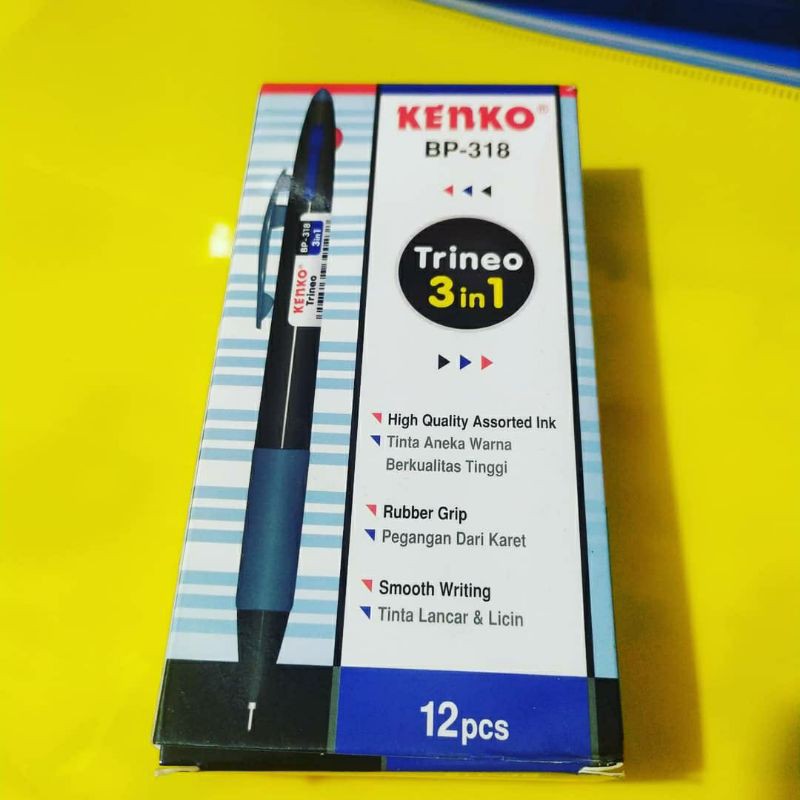 KENKO®
BP-318
Trineo
3in1
High Quality Assorted Ink
Tinta Aneka Warna
Berkualitas Tinggi
Rubber Grip
Pegangan Dari Karet
Smooth Writing
Tinta Lancar & Licin
12pcs
KENKO®
Trineo
BP-318
3in1